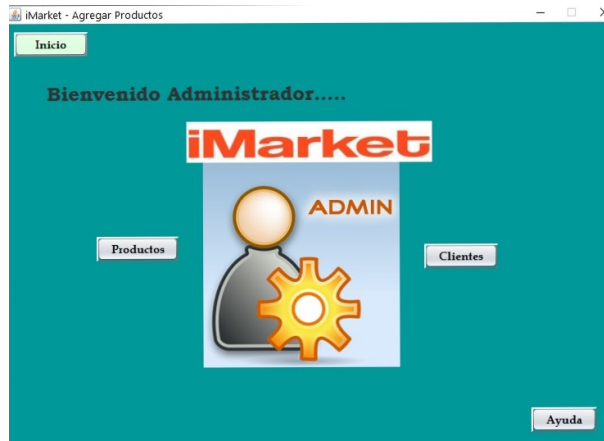 iMarket - Agregar Productos
Inicio
Bienvenido Administrador.....
iMarket
ADMIN
Productos
Clientes
Ayuda